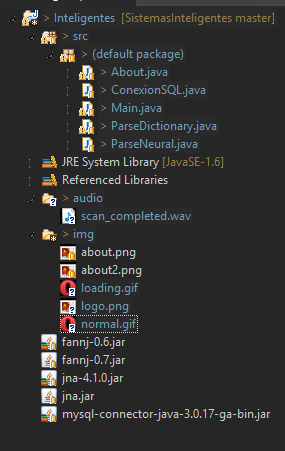 > Inteligentes [SistemasInteligentes master]
> src
> (default package)
> About.java
> ConexionSQL.java
> Main.java
> ParseDictionary.java
> ParseNeural.java
JRE System Library [JavaSE-1.6]
Referenced Libraries
> audio
scan_completed.wav
> img
about.png
about2.png
loading.gif
logo.png
normal.gif
fannj-0.6.jar
fannj-0.7.jar
jna-4.1.0.jar
jna.jar
mysql-connector-java-3.0.17-ga-bin.jar